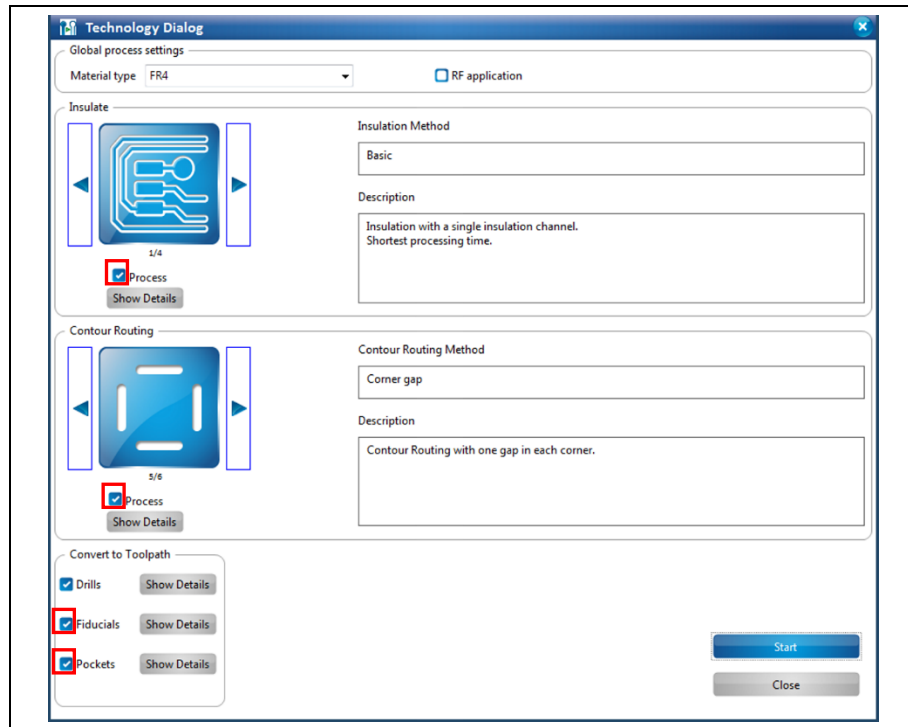 Technology Dialog
Global process settings
Material type FR4 RF application
Insulate
Insulation Method
Basic
Description
Insulation with a single insulation channel.
Shortest processing time.
1/4
Process
Show Details
Contour Routing
Contour Routing Method
Corner gap
Description
Contour Routing with one gap in each corner.
5/6
Process
Show Details
Convert to Toolpath
Drills Show Details
Fiducials Show Details
Pockets Show Details
Start
Close